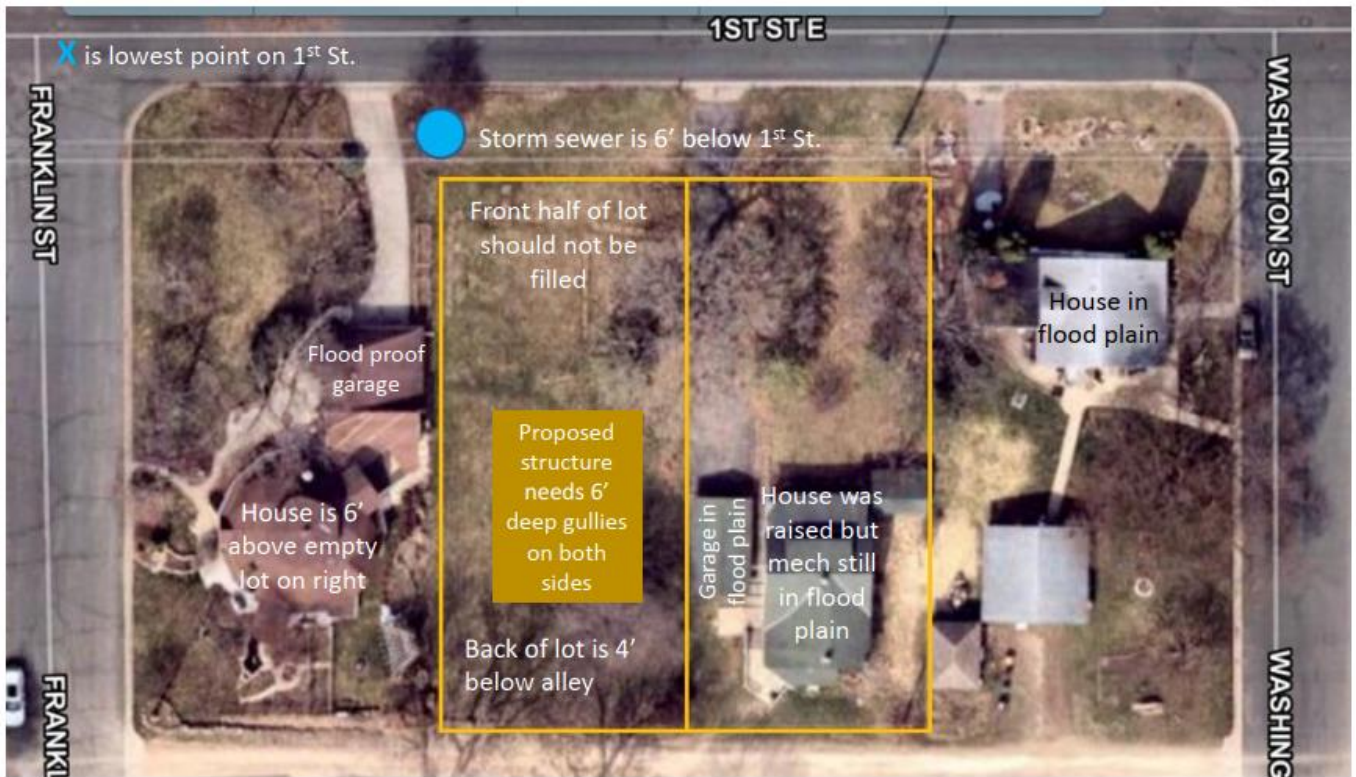 1ST ST E
X is lowest point on 1st St.
FRANKLIN ST
WASHINGTON ST
Storm sewer is 6’ below 1st St.
Front half of lot
should not be
filled
House in
flood plain
Flood proof
garage
Proposed
structure
needs 6’
deep gullies
on both
sides
House is 6’
above empty
lot on right
Garage in
flood plain
House was
raised but
mech still
in flood
plain
Back of lot is 4’
below alley
FRANKL
WASHING